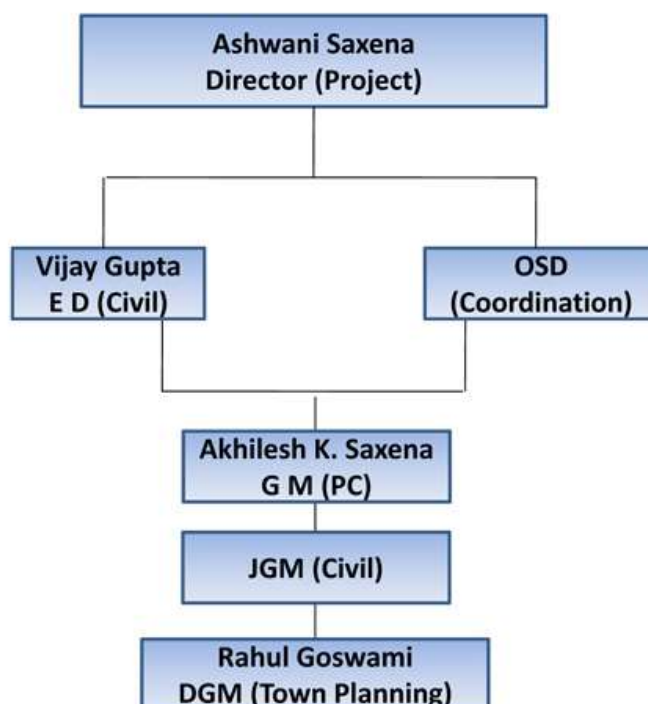 Ashwani Saxena
Director (Project)
Vijay Gupta
E D (Civil)
OSD
(Coordination)
Akhilesh K. Saxena
G M (PC)
JGM (Civil)
Rahul Goswami
DGM (Town Planning)